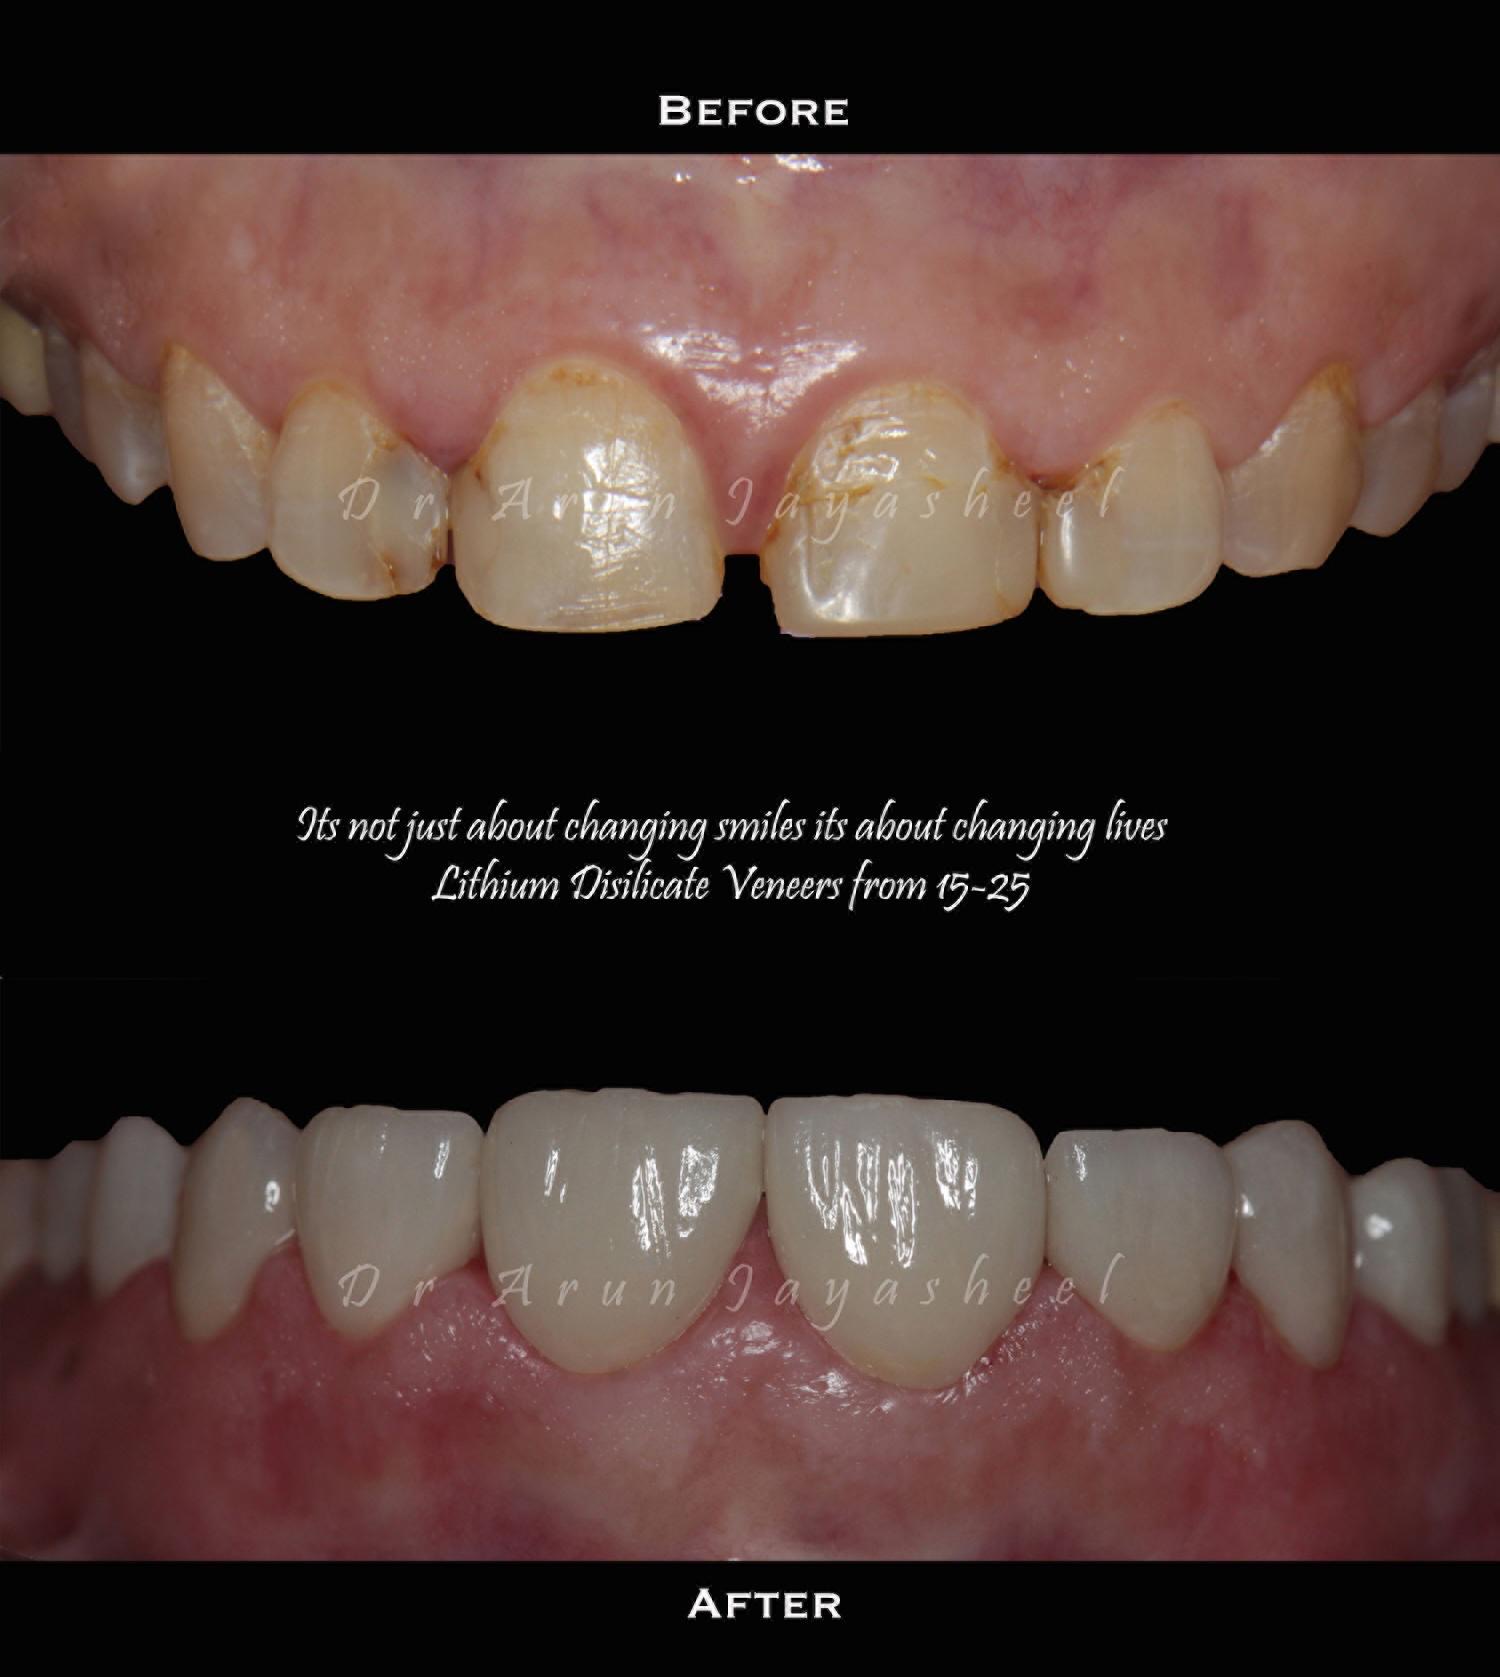 BEFORE
Dr Arun Jayasheel
Its not just about changing smiles its about changing lives
Lithium Disilicate Veneers from 15-25
Dr Arun Jayasheel
AFTER